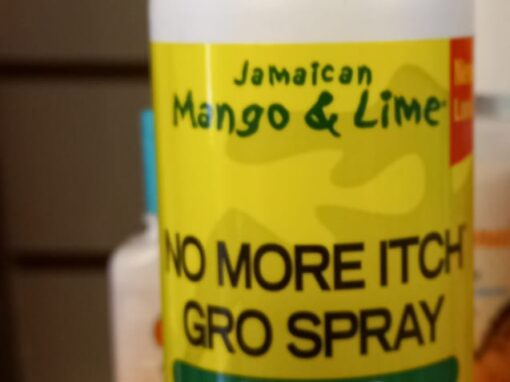 Jamaican
Mango & Lime
NO MORE ITCH
GRO SPRAY